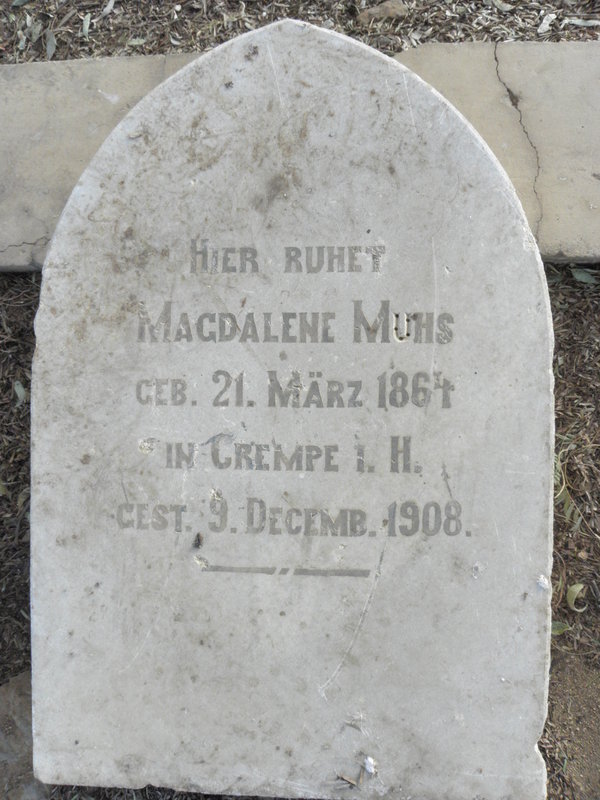 HIER RUHET
MAGDALENE MUHS
GEB. 21. MÄRZ 1864
IN CREMPE I. H.
GEST. 9. DECEMB. 1908.